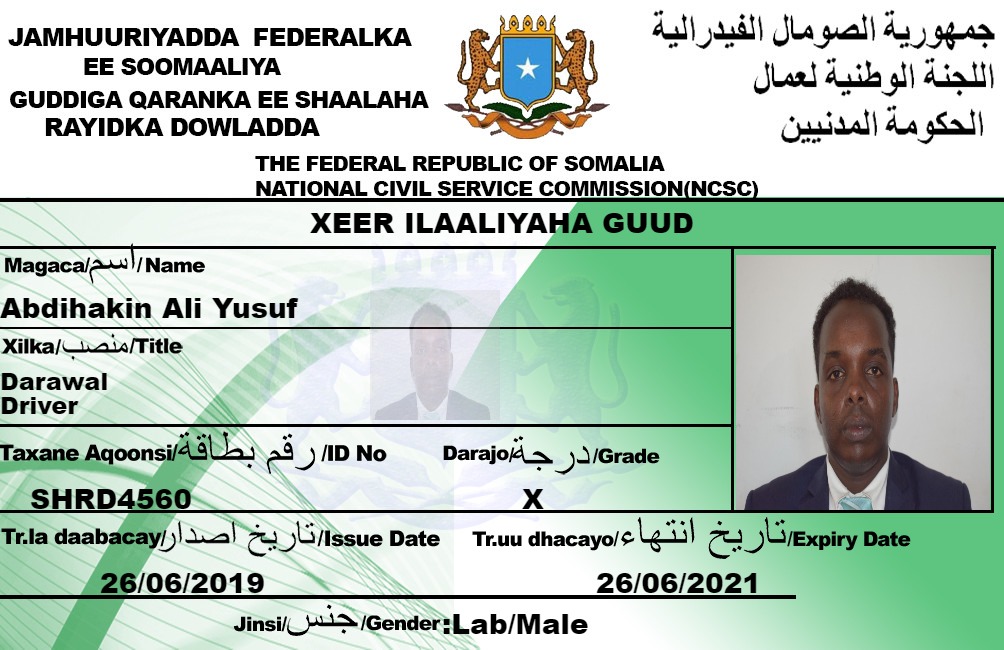 JAMHUURIYADDA FEDERALKA
EE SOOMAALIYA
GUDDIGA QARANKA EE SHAALAHA
RAYIDKA DOWLADDA
جمهورية الصومال الفيدرالية
اللجنة الوطنية لعمال
الحكومة المدنيين
THE FEDERAL REPUBLIC OF SOMALIA
NATIONAL CIVIL SERVICE COMMISSION(NCSC)
XEER ILAALIYAHA GUUD
Magaca/اسم/Name
Abdihakin Ali Yusuf
Xilka/منصب/Title
Darawal
Driver
Taxane Aqoonsi/رقم بطاقة/ID No
Darajo/درجة/Grade
SHRD4560
X
Tr.la daabacay/تاريخ اصدار/Issue Date
Tr.uu dhacayo/تاريخ انتهاء/Expiry Date
26/06/2019
26/06/2021
Jinsi/جنس/Gender:Lab/Male